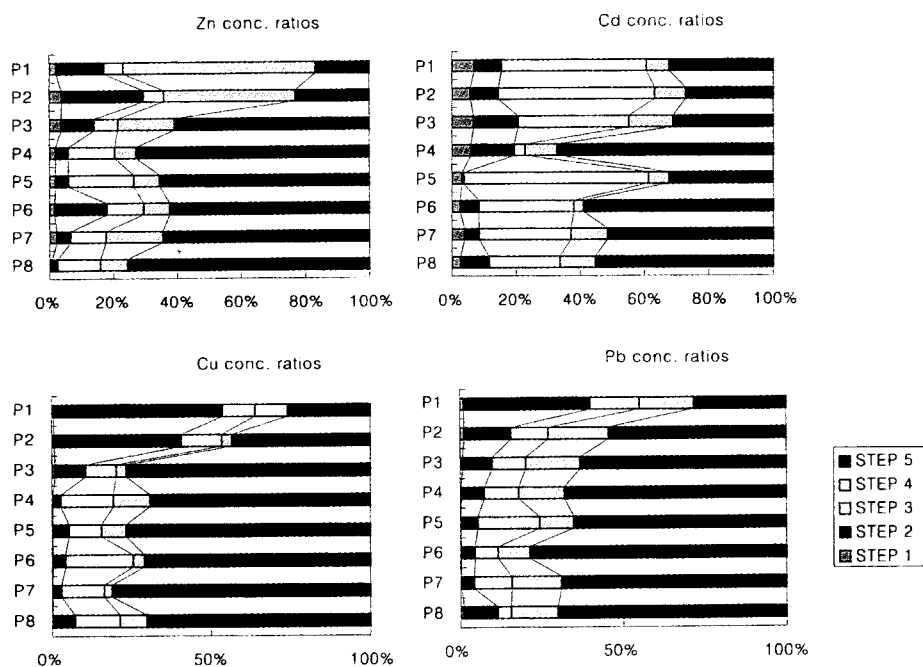 Zn conc. ratios
P1
P2
P3
P4
P5
P6
P7
P8
0% 20% 40% 60% 80% 100%
Cd conc. ratios
P1
P2
P3
P4
P5
P6
P7
P8
0% 20% 40% 60% 80% 100%
Cu conc. ratios
P1
P2
P3
P4
P5
P6
P7
P8
0% 50% 100%
Pb conc. ratios
P1
P2
P3
P4
P5
P6
P7
P8
0% 50% 100%
STEP 5
STEP 4
STEP 3
STEP 2
STEP 1